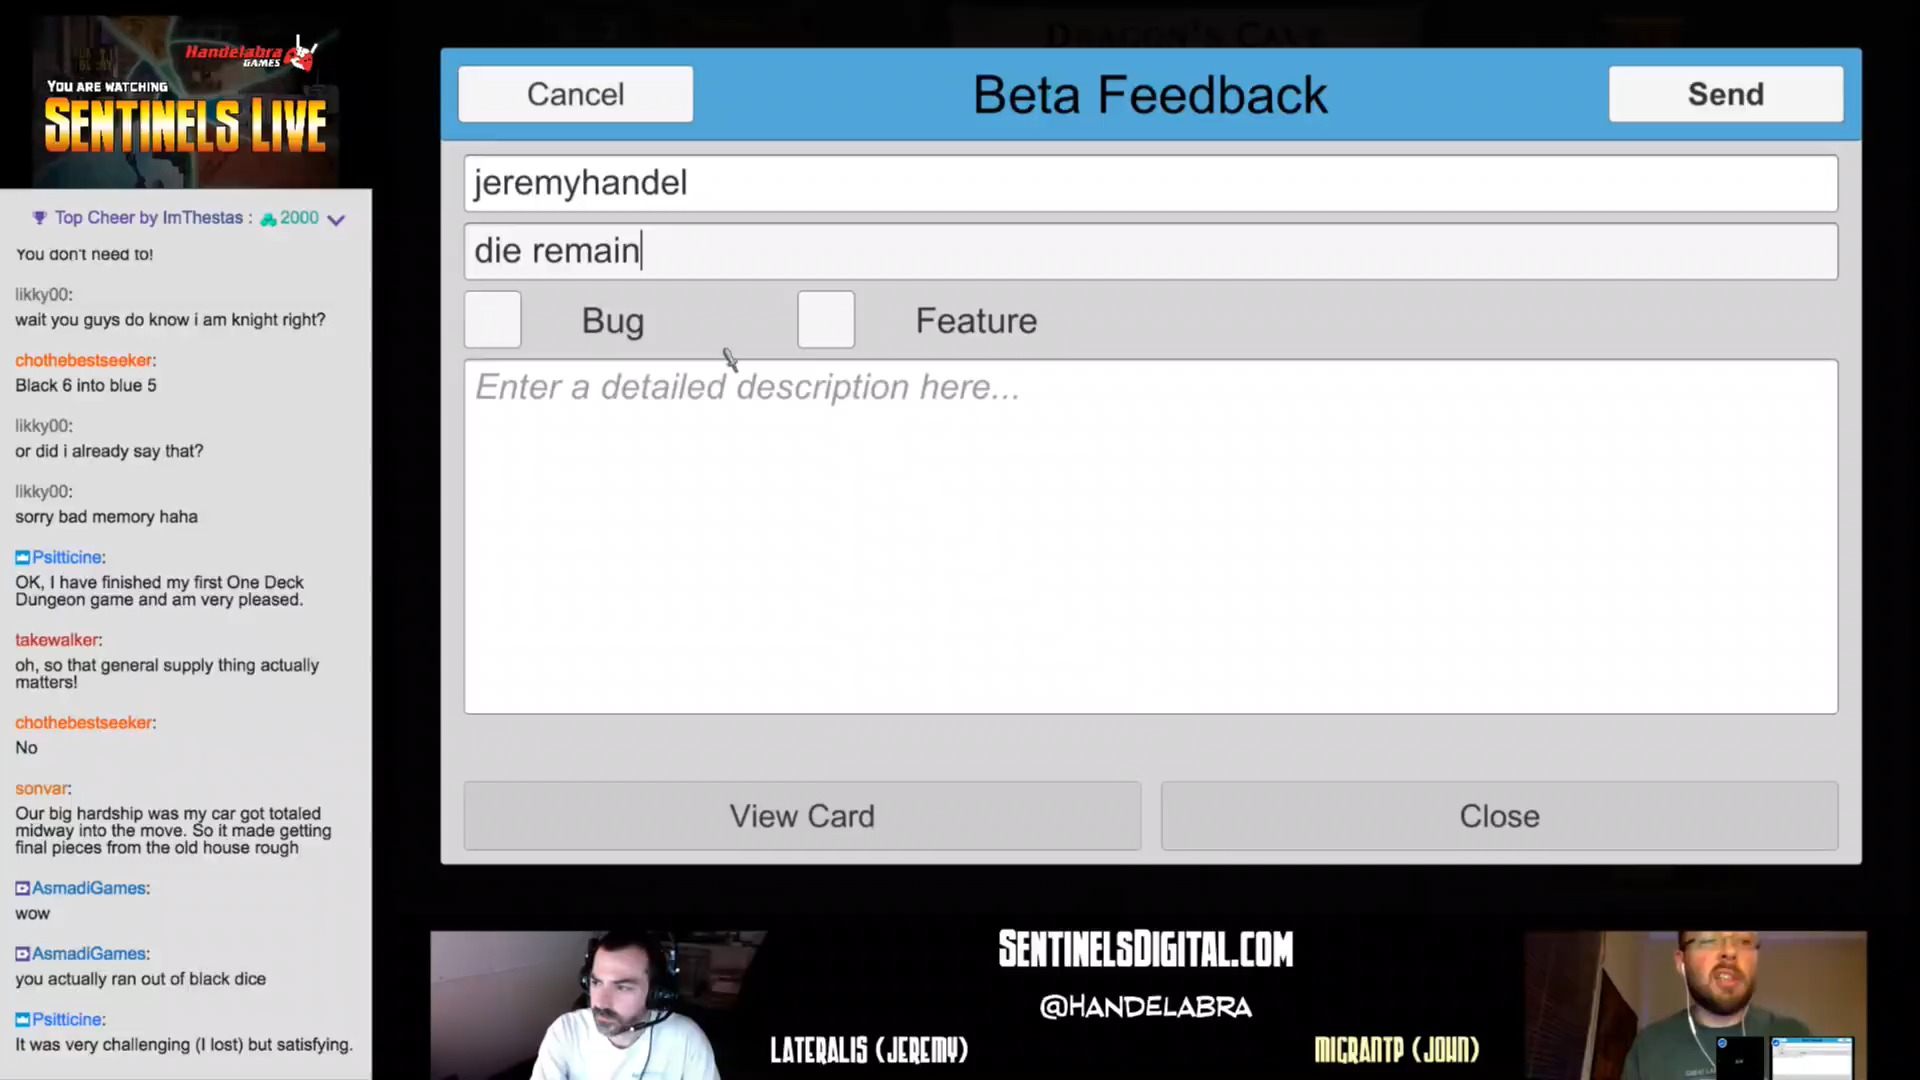 Handelabra
GAMES
YOU ARE WATCHING
SENTINELS LIVE
Top Cheer by ImThestas : 2000
You don't need to!
likky00:
wait you guys do know i am knight right?
chothebestseeker:
Black 6 into blue 5
likky00:
or did i already say that?
likky00:
sorry bad memory haha
Psitticine:
OK, I have finished my first One Deck
Dungeon game and am very pleased.
takewalker:
oh, so that general supply thing actually
matters!
chothebestseeker:
No
sonvar:
Our big hardship was my car got totaled
midway into the move. So it made getting
final pieces from the old house rough
AsmadiGames:
wow
AsmadiGames:
you actually ran out of black dice
Psitticine:
It was very challenging (I lost) but satisfying.
DRAGON'S CAVE
Cancel
Beta Feedback
Send
jeremyhandel
die remain
Bug
Feature
Enter a detailed description here...
View Card
Close
SENTINELSDIGITAL.COM
@HANDELABRA
LATERALIS (JEREMY)
MIGRANTP (JOHN)